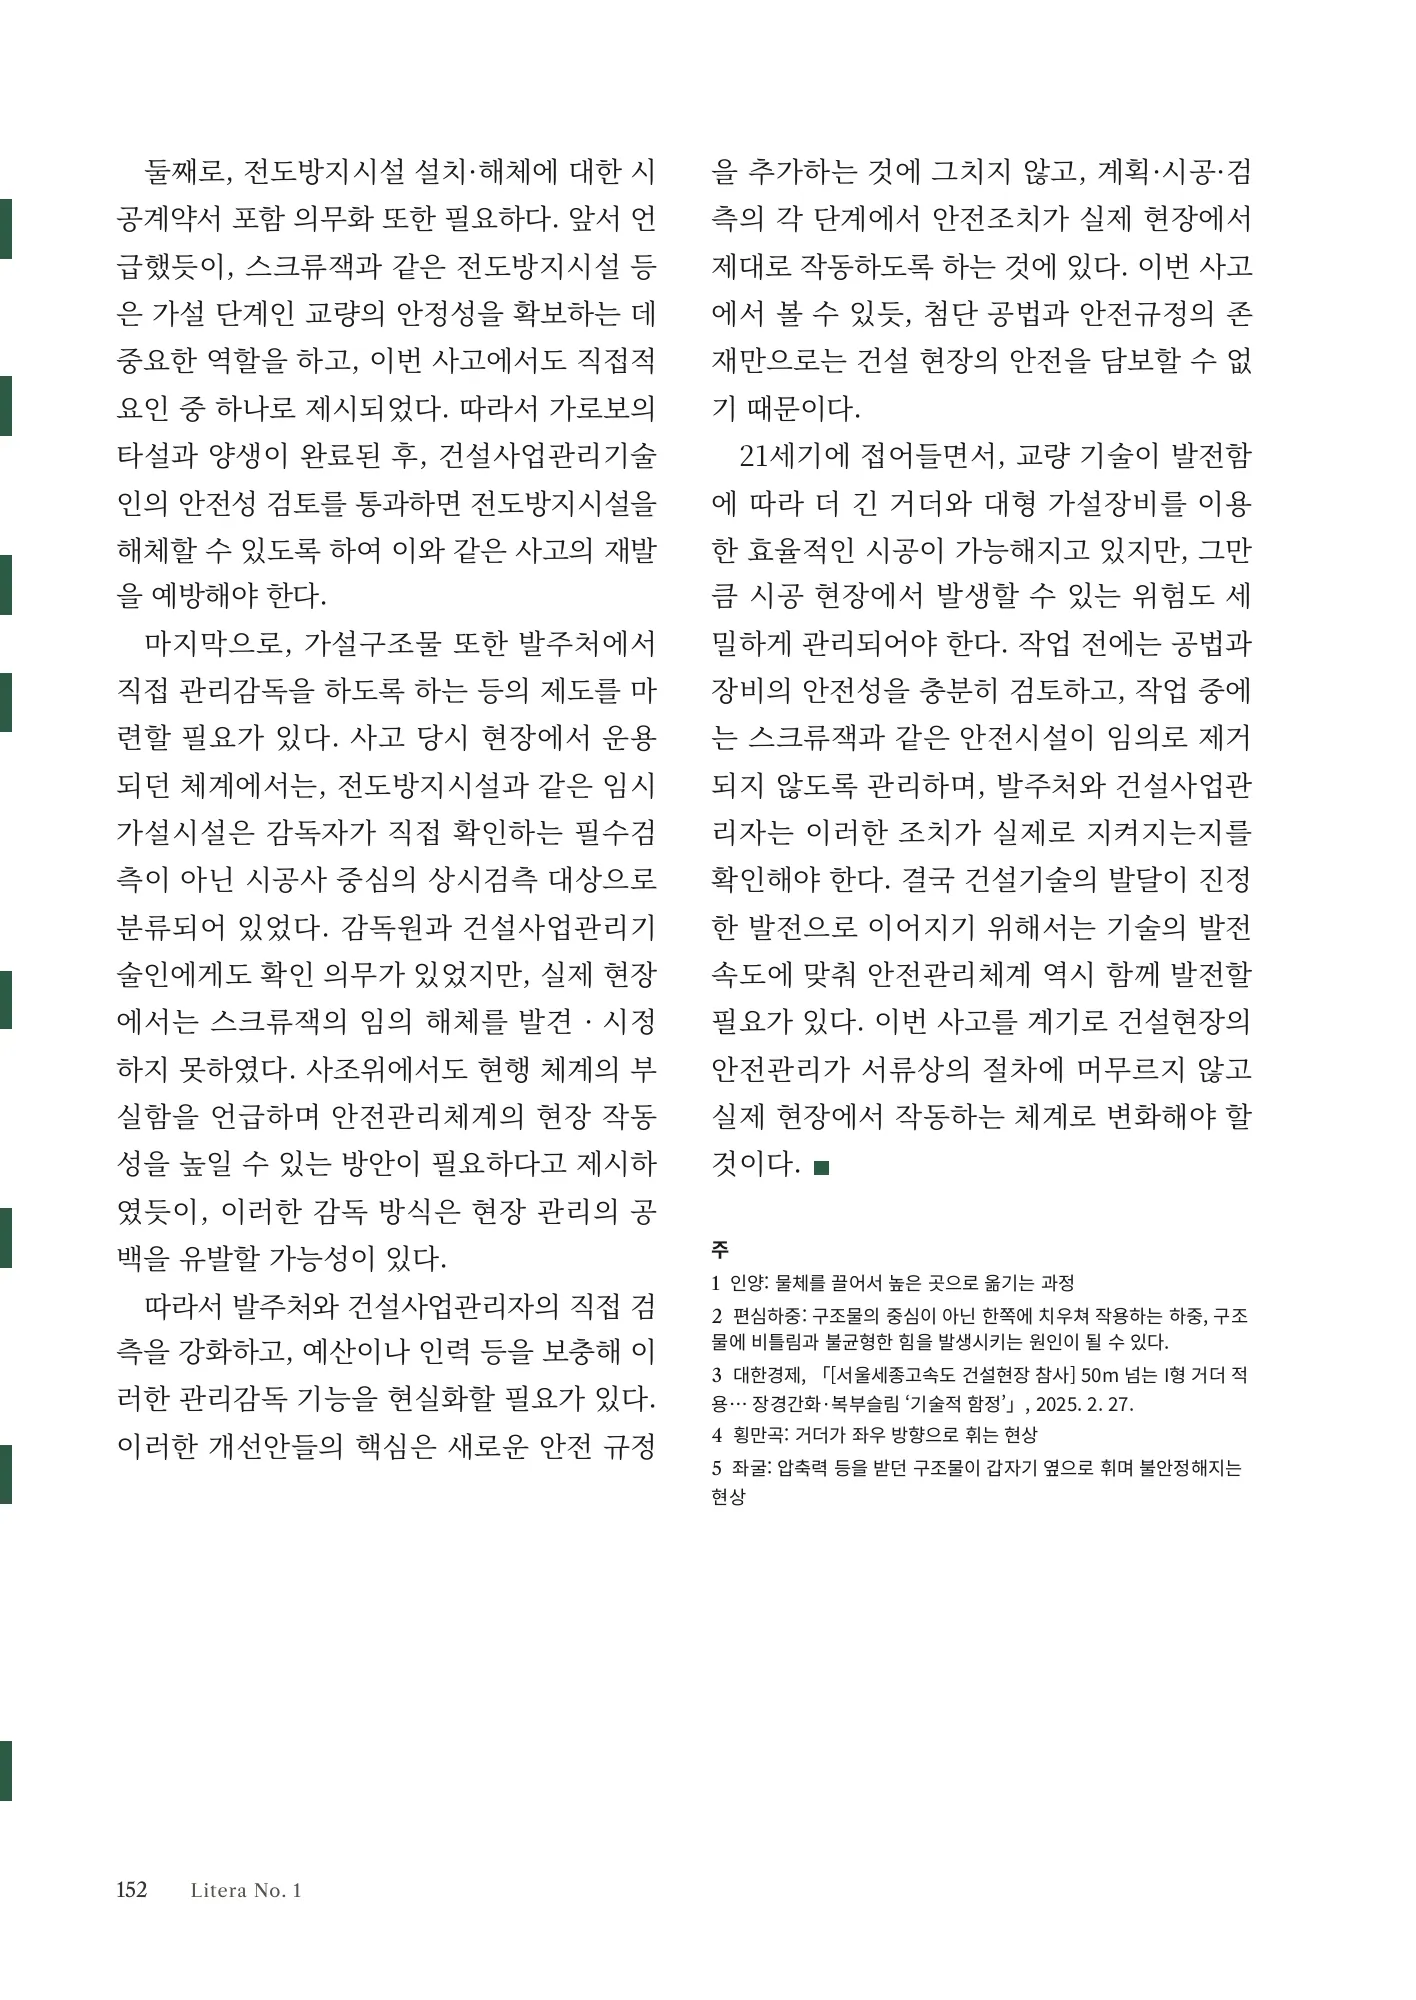 둘째로, 전도방지시설 설치·해체에 대한 시
공계약서 포함 의무화 또한 필요하다. 앞서 언
급했듯이, 스크류잭과 같은 전도방지시설 등
은 가설 단계인 교량의 안정성을 확보하는 데
중요한 역할을 하고, 이번 사고에서도 직접적
요인 중 하나로 제시되었다. 따라서 가로보의
타설과 양생이 완료된 후, 건설사업관리기술
인의 안전성 검토를 통과하면 전도방지시설을
해체할 수 있도록 하여 이와 같은 사고의 재발
을 예방해야 한다.
마지막으로, 가설구조물 또한 발주처에서
직접 관리감독을 하도록 하는 등의 제도를 마
련할 필요가 있다. 사고 당시 현장에서 운용
되던 체계에서는, 전도방지시설과 같은 임시
가설시설은 감독자가 직접 확인하는 필수검
측이 아닌 시공사 중심의 상시검측 대상으로
분류되어 있었다. 감독원과 건설사업관리기
술인에게도 확인 의무가 있었지만, 실제 현장
에서는 스크류잭의 임의 해체를 발견 · 시정
하지 못하였다. 사조위에서도 현행 체계의 부
실함을 언급하며 안전관리체계의 현장 작동
성을 높일 수 있는 방안이 필요하다고 제시하
였듯이, 이러한 감독 방식은 현장 관리의 공
백을 유발할 가능성이 있다.
따라서 발주처와 건설사업관리자의 직접 검
측을 강화하고, 예산이나 인력 등을 보충해 이
러한 관리감독 기능을 현실화할 필요가 있다.
이러한 개선안들의 핵심은 새로운 안전 규정
을 추가하는 것에 그치지 않고, 계획·시공·검
측의 각 단계에서 안전조치가 실제 현장에서
제대로 작동하도록 하는 것에 있다. 이번 사고
에서 볼 수 있듯, 첨단 공법과 안전규정의 존
재만으로는 건설 현장의 안전을 담보할 수 없
기 때문이다.
21세기에 접어들면서, 교량 기술이 발전함
에 따라 더 긴 거더와 대형 가설장비를 이용
한 효율적인 시공이 가능해지고 있지만, 그만
큼 시공 현장에서 발생할 수 있는 위험도 세
밀하게 관리되어야 한다. 작업 전에는 공법과
장비의 안전성을 충분히 검토하고, 작업 중에
는 스크류잭과 같은 안전시설이 임의로 제거
되지 않도록 관리하며, 발주처와 건설사업관
리자는 이러한 조치가 실제로 지켜지는지를
확인해야 한다. 결국 건설기술의 발달이 진정
한 발전으로 이어지기 위해서는 기술의 발전
속도에 맞춰 안전관리체계 역시 함께 발전할
필요가 있다. 이번 사고를 계기로 건설현장의
안전관리가 서류상의 절차에 머무르지 않고
실제 현장에서 작동하는 체계로 변화해야 할
것이다. ■
주
1 인양: 물체를 끌어서 높은 곳으로 옮기는 과정
2 편심하중: 구조물의 중심이 아닌 한쪽에 치우쳐 작용하는 하중, 구조
물에 비틀림과 불균형한 힘을 발생시키는 원인이 될 수 있다.
3 대한경제, 「[서울세종고속도 건설현장 참사] 50m 넘는 I형 거더 적
용… 장경간화·복부슬림 ‘기술적 함정’」, 2025. 2. 27.
4 횡만곡: 거더가 좌우 방향으로 휘는 현상
5 좌굴: 압축력 등을 받던 구조물이 갑자기 옆으로 휘며 불안정해지는
현상
152 Litera No. 1